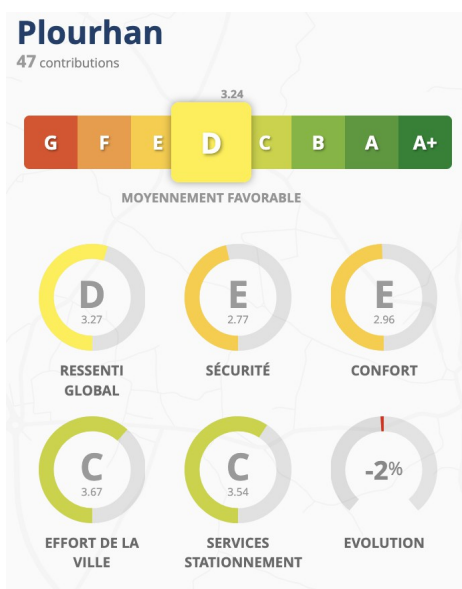 Plourhan
47 contributions
3.24
G F E D C B A A+
MOYENNEMENT FAVORABLE
D
3.27
RESSENTI
GLOBAL
E
2.77
SÉCURITÉ
E
2.96
CONFORT
C
3.67
EFFORT DE LA
VILLE
C
3.54
SERVICES
STATIONNEMENT
-2%
EVOLUTION